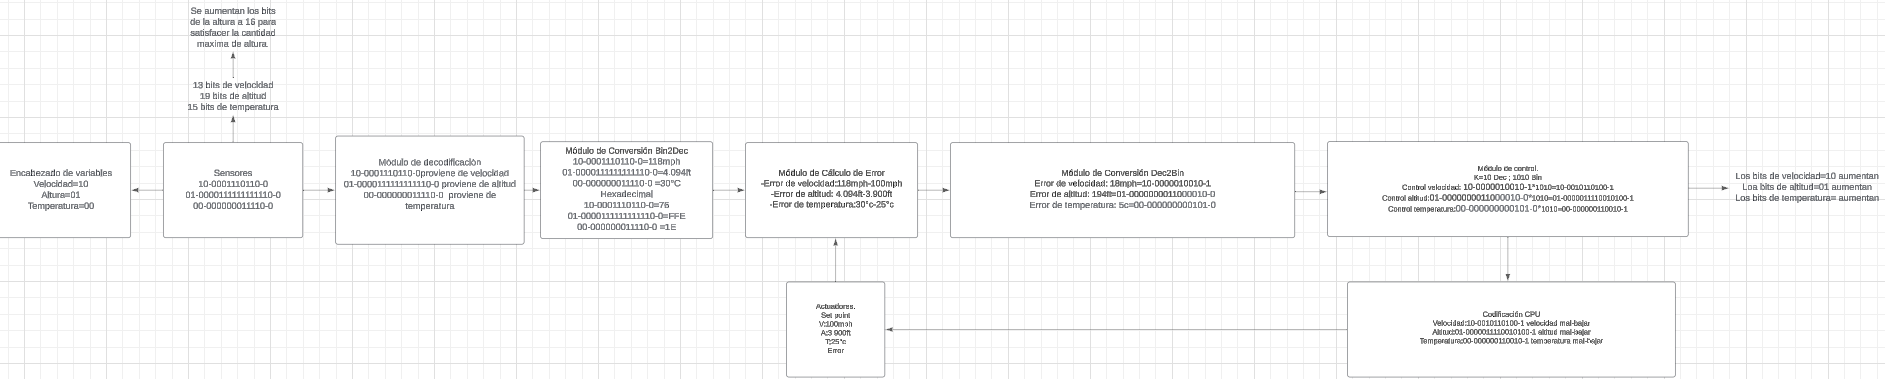 Se aumentan los bits
de la altura a 16 para
satisfacer la cantidad
maxima de altura.
13 bits de velocidad
19 bits de altitud
15 bits de temperatura
Encabezado de variables
Velocidad=10
Altura=01
Temperatura=00
Sensores
10-0001110110-0
01-0000111111111110-0
00-000000011110-0
Módulo de decodificación
10-0001110110-0proviene de velocidad
01-0000111111111110-0 proviene de altitud
00-000000011110-0 proviene de
temperatura
Módulo de Conversión Bin2Dec
10-0001110110-0=118mph
01-0000111111111110-0=4.094ft
00-000000011110-0 =30°C
Hexadecimal
10-0001110110-0=76
01-0000111111111110-0=FFE
00-000000011110-0 =1E
Módulo de Cálculo de Error
-Error de velocidad:118mph-100mph
-Error de altitud: 4.094ft-3.900ft
-Error de temperatura:30°c-25°c
Módulo de Conversión Dec2Bin
Error de velocidad: 18mph=10-0000010010-1
Error de altitud: 194ft=01-0000000011000010-0
Error de temperatura: 5c=00-000000000101-0
Módulo de control.
K=10 Dec ; 1010 Bin
Control velocidad: 10-0000010010-1*1010=10-0010110100-1
Control altitud:01-0000000011000010-0*1010=01-0000011110010100-1
Control temperatura:00-000000000101-0*1010=00-000000110010-1
Los bits de velocidad=10 aumentan
Loa bits de altitud=01 aumentan
Los bits de temperatura= aumentan
Actuadores.
Set point
V:100mph
A:3 900ft
T:25°c
Error
Codificación CPU
Velocidad:10-0010110100-1 velocidad mal-bajar
Altitud:01-0000011110010100-1 altitud mal-bajar
Temperatura:00-000000110010-1 temperatura mal-bajar